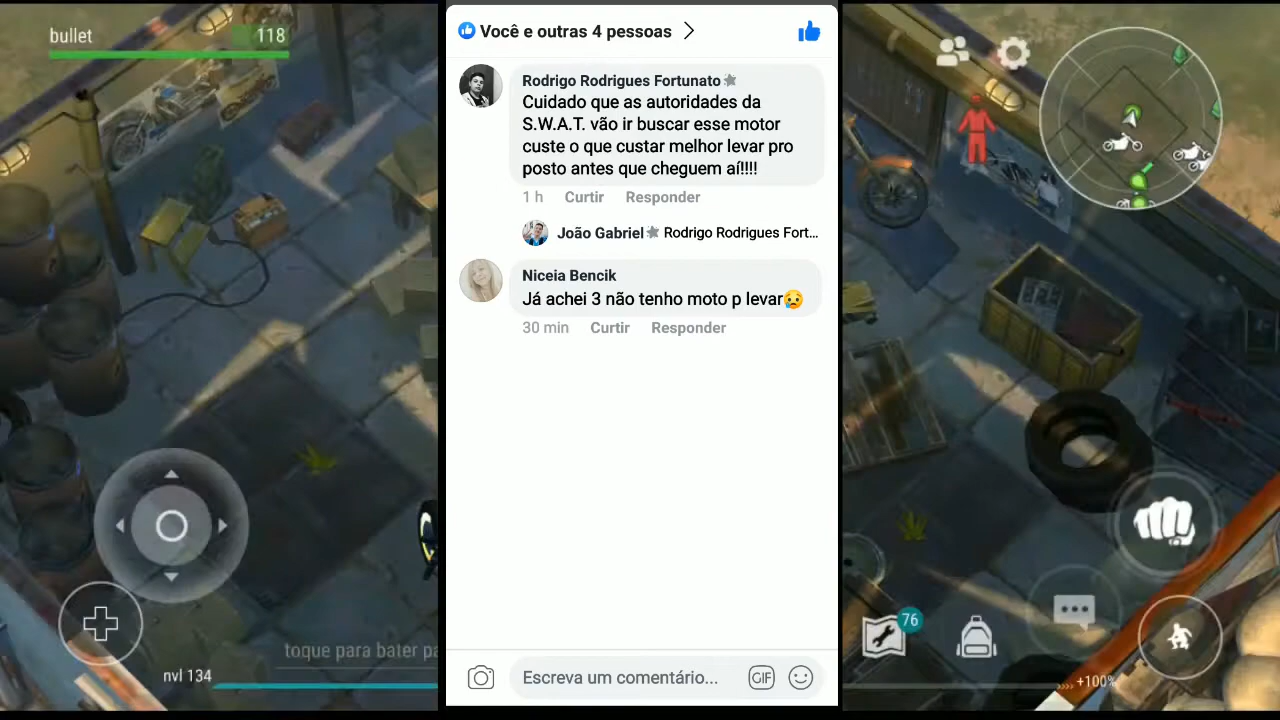 bullet
118
Você e outras 4 pessoas
Rodrigo Rodrigues Fortunato
Cuidado que as autoridades da
S.W.A.T. vão ir buscar esse motor
custe o que custar melhor levar pro
posto antes que cheguem aí!!!!
1 h Curtir Responder
João Gabriel Rodrigo Rodrigues Fort...
Niceia Bencik
Já achei 3 não tenho moto p levar😥
30 min Curtir Responder
Escreva um comentário...
GIF
toque para bater pa
nvl 134
76
+100%